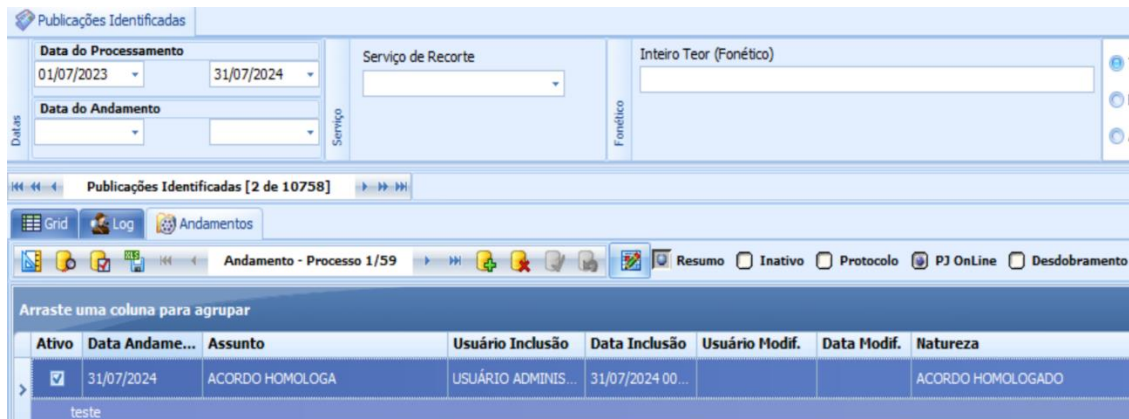 Publicações Identificadas
Datas
Data do Processamento
01/07/2023 31/07/2024
Data do Andamento
Serviço
Serviço de Recorte
Fonético
Inteiro Teor (Fonético)
Publicações Identificadas [2 de 10758]
Grid Log Andamentos
Andamento - Processo 1/59 Resumo Inativo Protocolo PJ OnLine Desdobramento
Arraste uma coluna para agrupar
Ativo Data Andame... Assunto Usuário Inclusão Data Inclusão Usuário Modif. Data Modif. Natureza
31/07/2024 ACORDO HOMOLOGA USUÁRIO ADMINIS... 31/07/2024 00... ACORDO HOMOLOGADO
teste